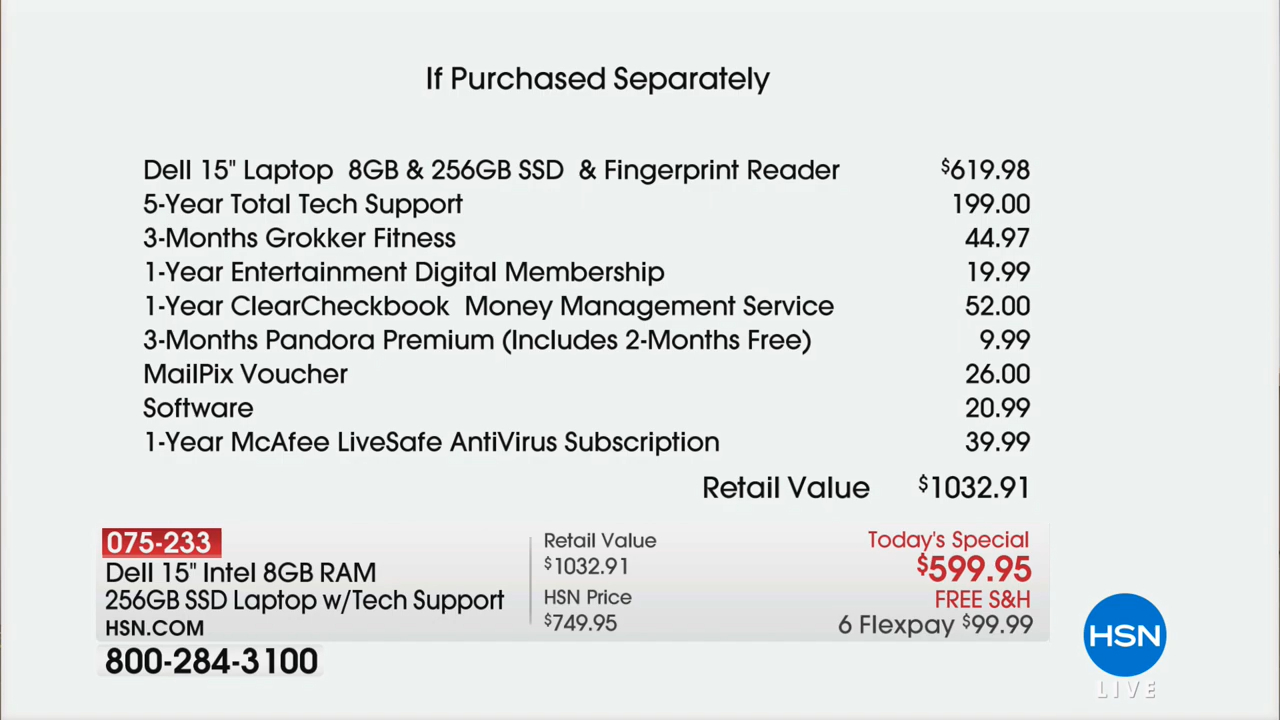 If Purchased Separately
Dell 15" Laptop 8GB & 256GB SSD & Fingerprint Reader $619.98
5-Year Total Tech Support 199.00
3-Months Grokker Fitness 44.97
1-Year Entertainment Digital Membership 19.99
1-Year ClearCheckbook Money Management Service 52.00
3-Months Pandora Premium (Includes 2-Months Free) 9.99
MailPix Voucher 26.00
Software 20.99
1-Year McAfee LiveSafe AntiVirus Subscription 39.99
Retail Value $1032.91
075-233
Dell 15" Intel 8GB RAM
256GB SSD Laptop w/Tech Support
HSN.COM
800-284-3100
Retail Value
$1032.91
HSN Price
$749.95
Today's Special
$599.95
FREE S&H
6 Flexpay $99.99
HSN
LIVE